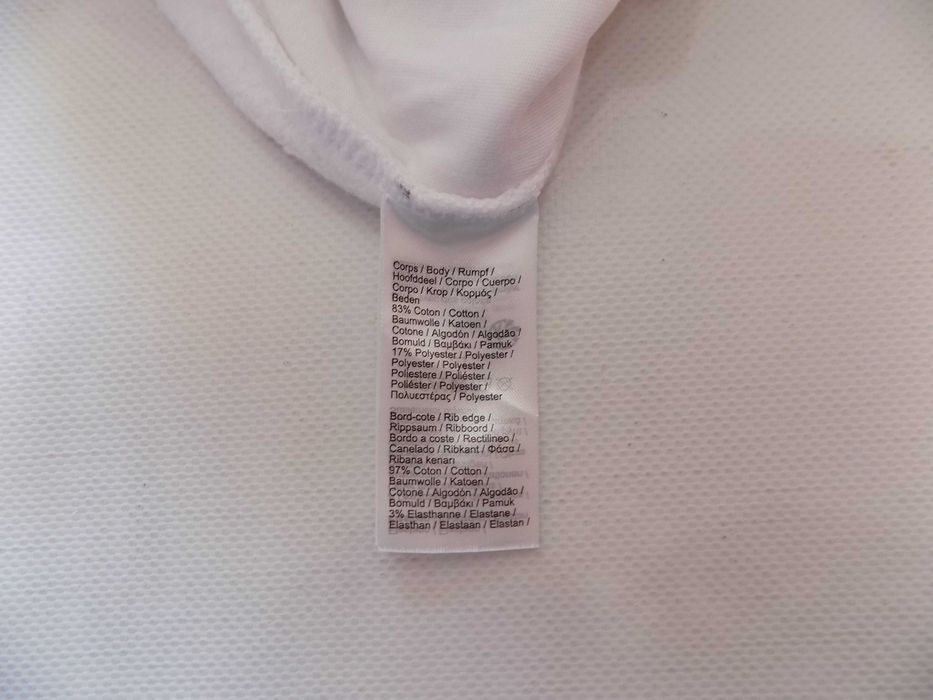 Corps / Body / Rumpf /
Hoofddeel / Corpo / Cuerpo /
Corpo / Krop / Κορμός /
Beden
83% Coton / Cotton /
Baumwolle / Katoen /
Cotone / Algodón / Algodão /
Bomuld / Βαμβάκι / Pamuk
17% Polyester / Polyester /
Polyester / Polyester /
Poliestere / Poliéster /
Poliéster / Polyester /
Πολυεστέρας / Polyester
Bord-cote / Rib edge /
Rippsaum / Ribboord /
Bordo a coste / Rectilineo /
Canelado / Ribkant / Φάσα /
Ribana kenarı
97% Coton / Cotton /
Baumwolle / Katoen /
Cotone / Algodón / Algodão /
Bomuld / Βαμβάκι / Pamuk
3% Elasthanne / Elastane /
Elasthan / Elastaan / Elastan /